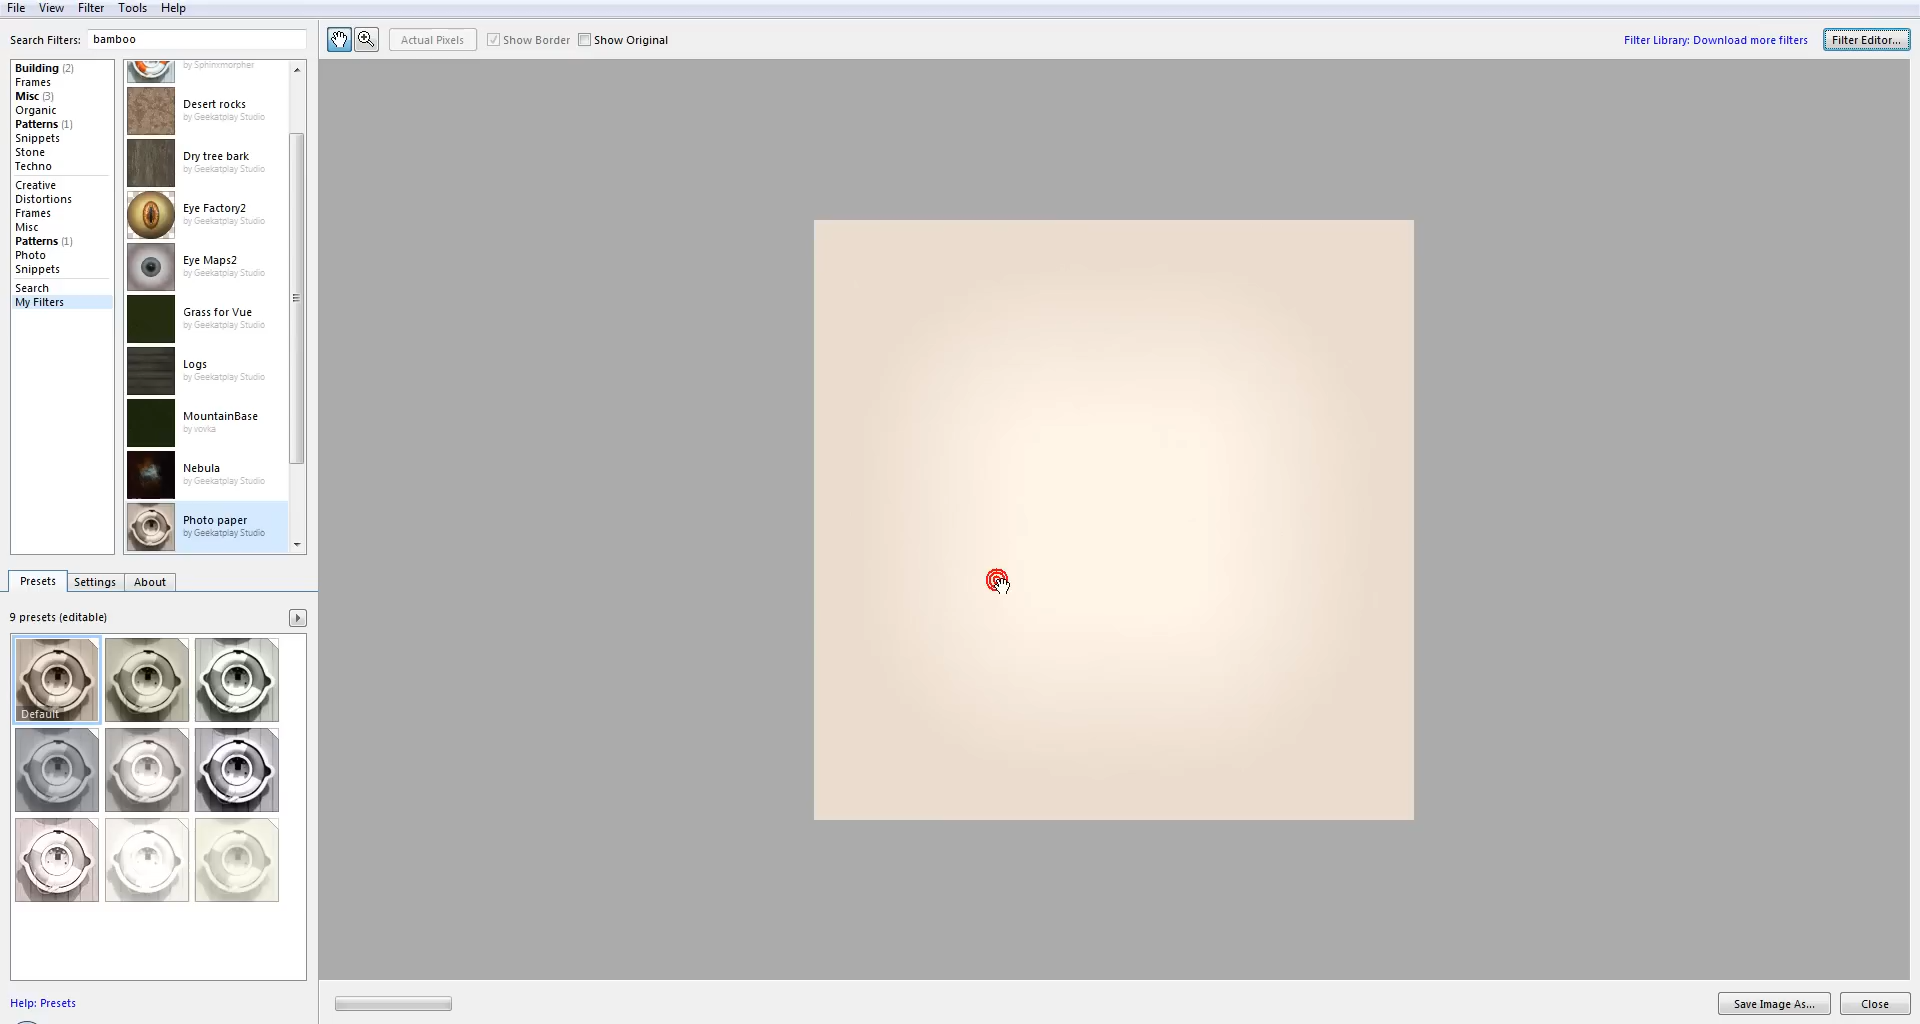 File View Filter Tools Help
Search Filters: bamboo
Actual Pixels
Show Border
Show Original
Filter Library: Download more filters
Filter Editor...
Building (2)
Frames
Misc (3)
Organic
Patterns (1)
Snippets
Stone
Techno
Creative
Distortions
Frames
Misc
Patterns (1)
Photo
Snippets
Search
My Filters
by Sphinxmorpher
Desert rocks
by Geekatplay Studio
Dry tree bark
by Geekatplay Studio
Eye Factory2
by Geekatplay Studio
Eye Maps2
by Geekatplay Studio
Grass for Vue
by Geekatplay Studio
Logs
by Geekatplay Studio
MountainBase
by vovka
Nebula
by Geekatplay Studio
Photo paper
by Geekatplay Studio
Presets Settings About
9 presets (editable)
Default
Help: Presets
Save Image As...
Close